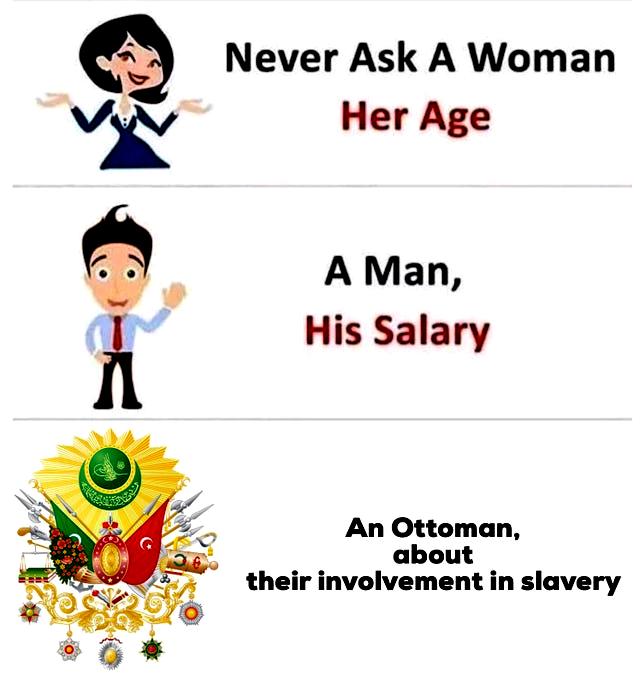 Never Ask A Woman
Her Age
A Man,
His Salary
An Ottoman,
about
their involvement in slavery